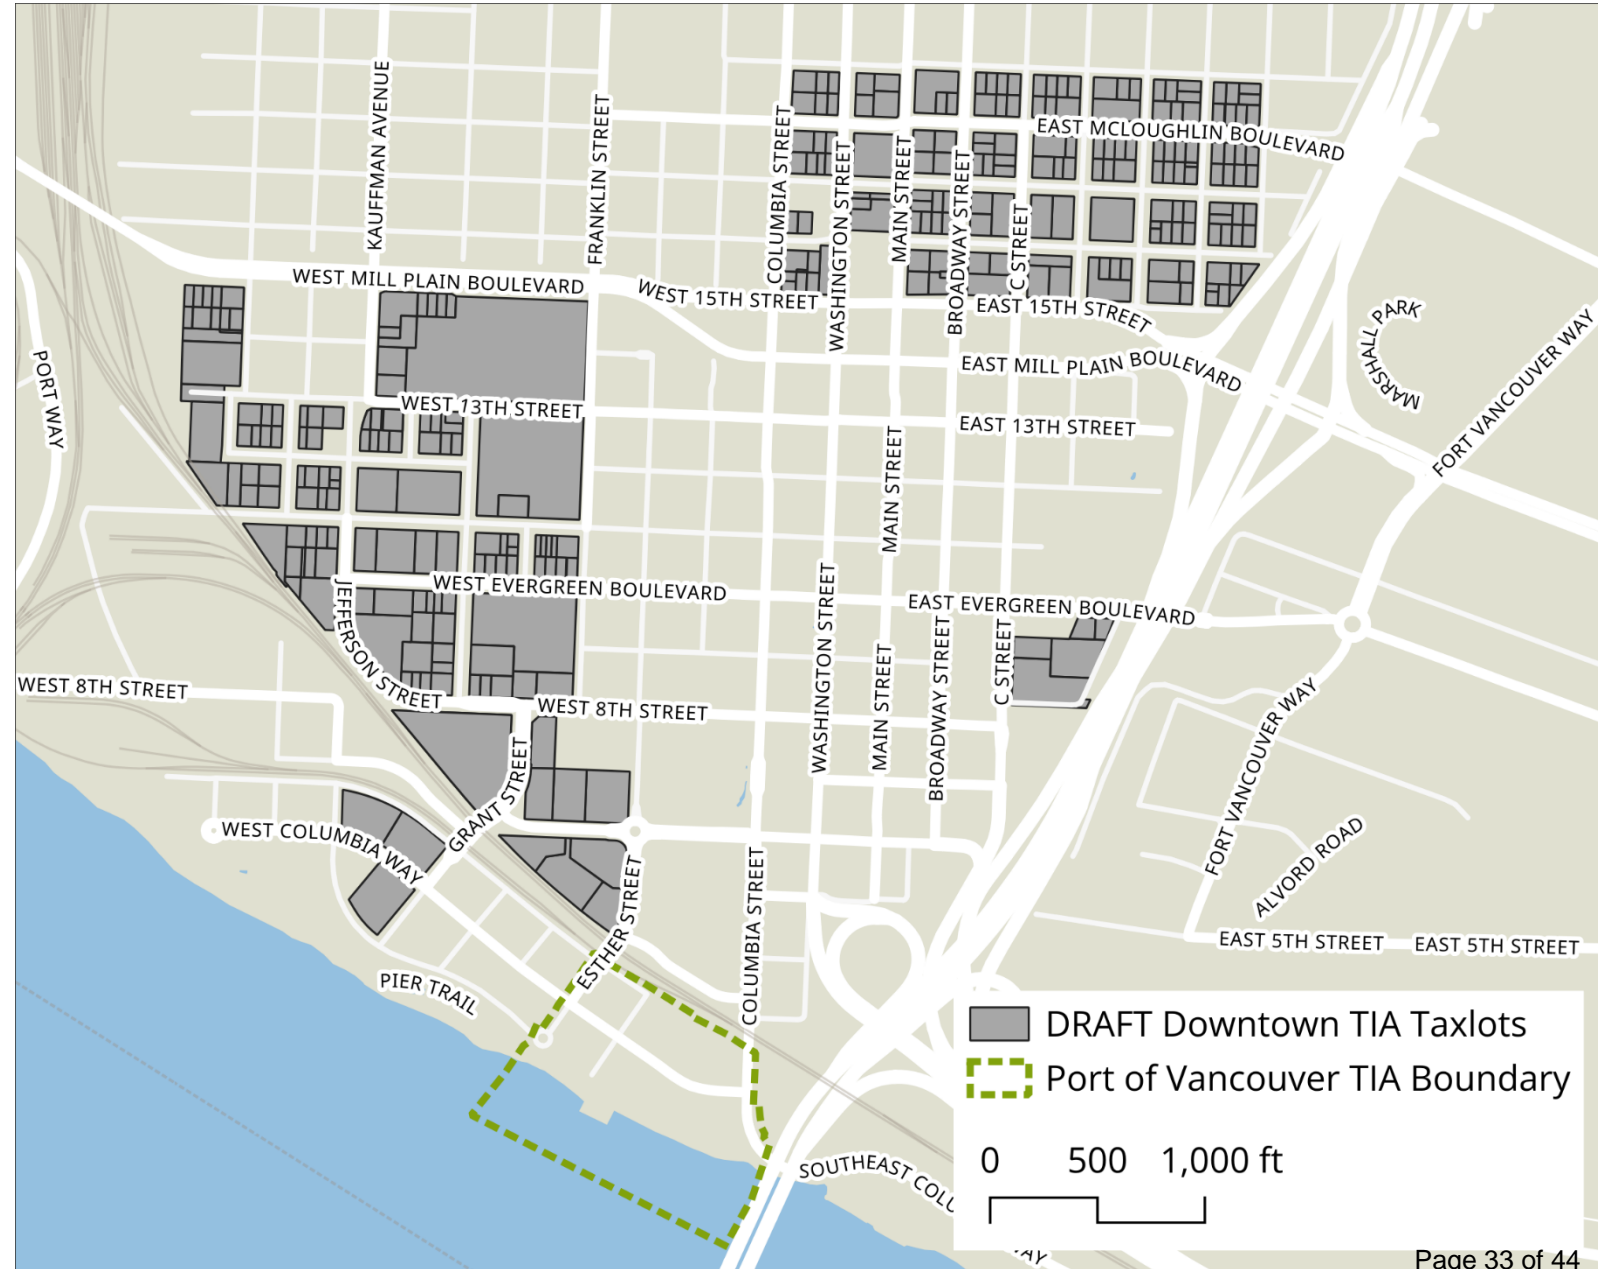 KAUFFMAN AVENUE
FRANKLIN STREET
COLUMBIA STREET
WASHINGTON STREET
MAIN STREET
BROADWAY STREET
C STREET
EAST MCLOUGHLIN BOULEVARD
WEST MILL PLAIN BOULEVARD
WEST 15TH STREET
EAST 15TH STREET
MARSHALL PARK
FORT VANCOUVER WAY
PORT WAY
EAST MILL PLAIN BOULEVARD
WEST 13TH STREET
EAST 13TH STREET
MAIN STREET
JEFFERSON STREET
WEST EVERGREEN BOULEVARD
EAST EVERGREEN BOULEVARD
WASHINGTON STREET
MAIN STREET
BROADWAY STREET
C STREET
WEST 8TH STREET
WEST 8TH STREET
FORT VANCOUVER WAY
GRANT STREET
WEST COLUMBIA WAY
ALVORD ROAD
ESTHER STREET
COLUMBIA STREET
EAST 5TH STREET
EAST 5TH STREET
PIER TRAIL
DRAFT Downtown TIA Taxlots
Port of Vancouver TIA Boundary
0 500 1,000 ft
SOUTHEAST COLU
WAY
Page 33 of 44